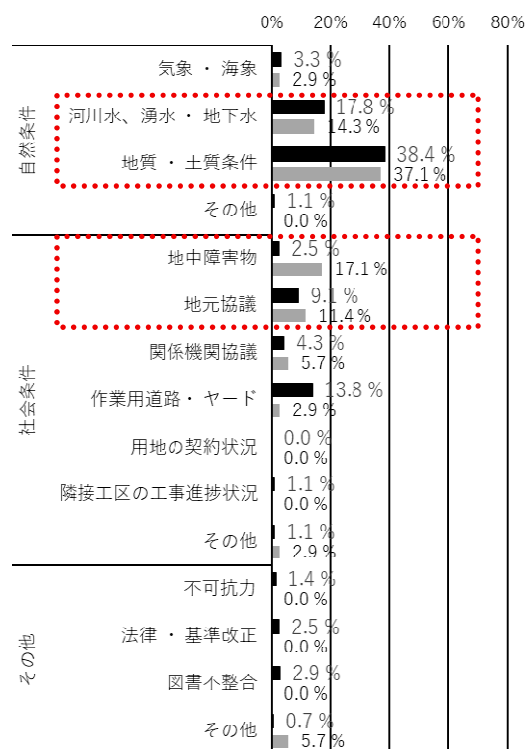 0% 20% 40% 60% 80%
自然条件
気象 ・ 海象 3.3 %
2.9 %
河川水、湧水 ・ 地下水 17.8 %
14.3 %
地質 ・ 土質条件 38.4 %
37.1 %
その他 1.1 %
0.0 %
社会条件
地中障害物 2.5 %
17.1 %
地元協議 9.1 %
11.4 %
関係機関協議 4.3 %
5.7 %
作業用道路・ ヤード 13.8 %
2.9 %
用地の契約状況 0.0 %
0.0 %
隣接工区の工事進捗状況 1.1 %
0.0 %
その他 1.1 %
2.9 %
その他
不可抗力 1.4 %
0.0 %
法律 ・ 基準改正 2.5 %
0.0 %
図書不整合 2.9 %
0.0 %
その他 0.7 %
5.7 %